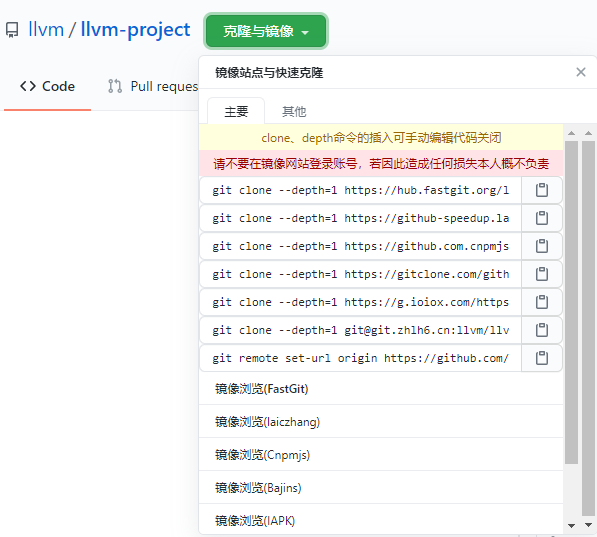 llvm / llvm-project
克隆与镜像
Code
Pull reques
镜像站点与快速克隆
主要
其他
clone、depth命令的插入可手动编辑代码关闭
请不要在镜像网站登录账号，若因此造成任何损失本人概不负责
git clone --depth=1 https://hub.fastgit.org/l
git clone --depth=1 https://github-speedup.la
git clone --depth=1 https://github.com.cnpmjs
git clone --depth=1 https://gitclone.com/gith
git clone --depth=1 https://g.ioiox.com/https
git clone --depth=1 git@git.zhlh6.cn:llvm/llv
git remote set-url origin https://github.com/
镜像浏览(FastGit)
镜像浏览(laiczhang)
镜像浏览(Cnpmjs)
镜像浏览(Bajins)
镜像浏览(IAPK)